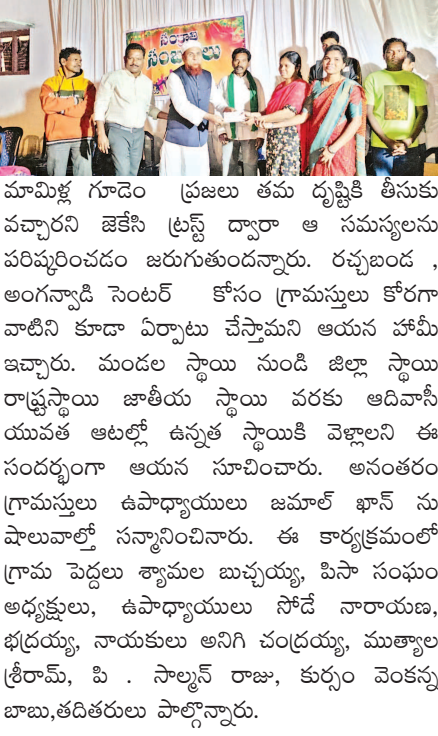 సంక్రాంతి
సంబరాలు
మామిళ్ల గూడెం ప్రజలు తమ దృష్టికి తీసుకు
వచ్చారని జెకేసి ట్రస్ట్ ద్వారా ఆ సమస్యలను
పరిష్కరించడం జరుగుతుందన్నారు. రచ్చబండ ,
అంగన్వాడి సెంటర్ కోసం గ్రామస్తులు కోరగా
వాటిని కూడా ఏర్పాటు చేస్తామని ఆయన హామీ
ఇచ్చారు. మండల స్థాయి నుండి జిల్లా స్థాయి
రాష్ట్రస్థాయి జాతీయ స్థాయి వరకు ఆదివాసీ
యువత ఆటల్లో ఉన్నత స్థాయికి వెళ్లాలని ఈ
సందర్భంగా ఆయన సూచించారు. అనంతరం
గ్రామస్తులు ఉపాధ్యాయులు జమాల్ ఖాన్ ను
షాలువాల్తో సన్మానించినారు. ఈ కార్యక్రమంలో
గ్రామ పెద్దలు శ్యామల బుచ్చయ్య, పిసా సంఘం
అధ్యక్షులు, ఉపాధ్యాయులు సోడే నారాయణ,
భద్రయ్య, నాయకులు అనిగి చంద్రయ్య, ముత్యాల
శ్రీరామ్, పి . సాల్మన్ రాజు, కుర్సం వెంకన్న
బాబు,తదితరులు పాల్గొన్నారు.